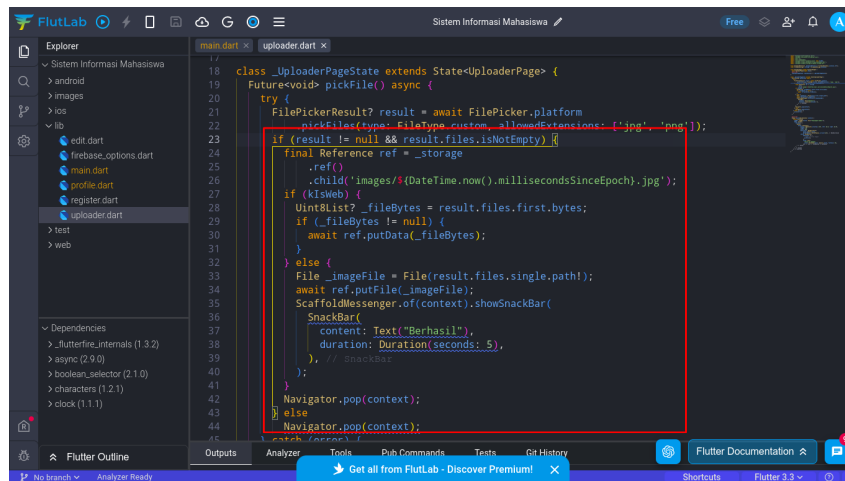 FlutLab
Sistem Informasi Mahasiswa
Free
A
Explorer
main.dart ×
uploader.dart ×
Sistem Informasi Mahasiswa
android
images
ios
lib
edit.dart
firebase_options.dart
main.dart
profile.dart
register.dart
uploader.dart
test
web
Dependencies
_flutterfire_internals (1.3.2)
async (2.9.0)
boolean_selector (2.1.0)
characters (1.2.1)
clock (1.1.1)
Flutter Outline
17
18 class _UploaderPageState extends State<UploaderPage> {
19 Future<void> pickFile() async {
20 try {
21 FilePickerResult? result = await FilePicker.platform
22 .pickFiles(type: FileType.custom, allowedExtensions: ['jpg', 'png']);
23 if (result != null && result.files.isNotEmpty) {
24 final Reference ref = _storage
25 .ref()
26 .child('images/${DateTime.now().millisecondsSinceEpoch}.jpg');
27 if (kIsWeb) {
28 Uint8List? _fileBytes = result.files.first.bytes;
29 if (_fileBytes != null) {
30 await ref.putData(_fileBytes);
31 }
32 } else {
33 File _imageFile = File(result.files.single.path!);
34 await ref.putFile(_imageFile);
35 ScaffoldMessenger.of(context).showSnackBar(
36 SnackBar(
37 content: Text("Berhasil"),
38 duration: Duration(seconds: 5),
39 ), // SnackBar
40 );
41 }
42 Navigator.pop(context);
43 } else
44 Navigator.pop(context);
45 } catch (error) {
Outputs
Analyzer
Tools
Pub Commands
Tests
Git History
Flutter Documentation
Get all from FlutLab - Discover Premium! ×
No branch
Analyzer Ready
Shortcuts
Flutter 3.3